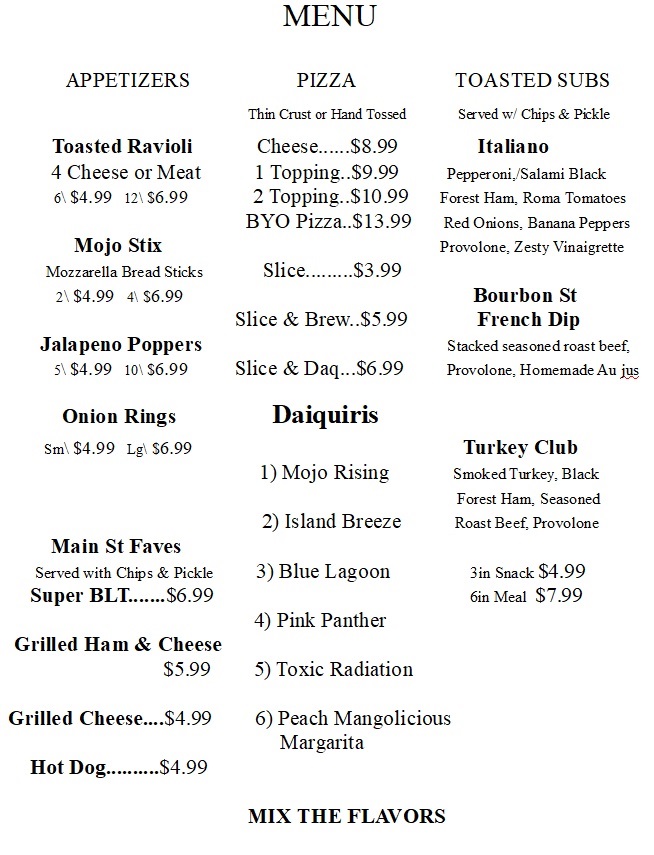 MENU
APPETIZERS
Toasted Ravioli
4 Cheese or Meat
6\ $4.99 12\ $6.99
Mojo Stix
Mozzarella Bread Sticks
2\ $4.99 4\ $6.99
Jalapeno Poppers
5\ $4.99 10\ $6.99
Onion Rings
Sm\ $4.99 Lg\ $6.99
Main St Faves
Served with Chips & Pickle
Super BLT.......$6.99
Grilled Ham & Cheese
$5.99
Grilled Cheese....$4.99
Hot Dog..........$4.99
PIZZA
Thin Crust or Hand Tossed
Cheese......$8.99
1 Topping..$9.99
2 Topping..$10.99
BYO Pizza..$13.99
Slice.........$3.99
Slice & Brew..$5.99
Slice & Daq...$6.99
Daiquiris
1) Mojo Rising
2) Island Breeze
3) Blue Lagoon
4) Pink Panther
5) Toxic Radiation
6) Peach Mangolicious
Margarita
MIX THE FLAVORS
TOASTED SUBS
Served w/ Chips & Pickle
Italiano
Pepperoni,/Salami Black
Forest Ham, Roma Tomatoes
Red Onions, Banana Peppers
Provolone, Zesty Vinaigrette
Bourbon St
French Dip
Stacked seasoned roast beef,
Provolone, Homemade Au jus
Turkey Club
Smoked Turkey, Black
Forest Ham, Seasoned
Roast Beef, Provolone
3in Snack $4.99
6in Meal $7.99